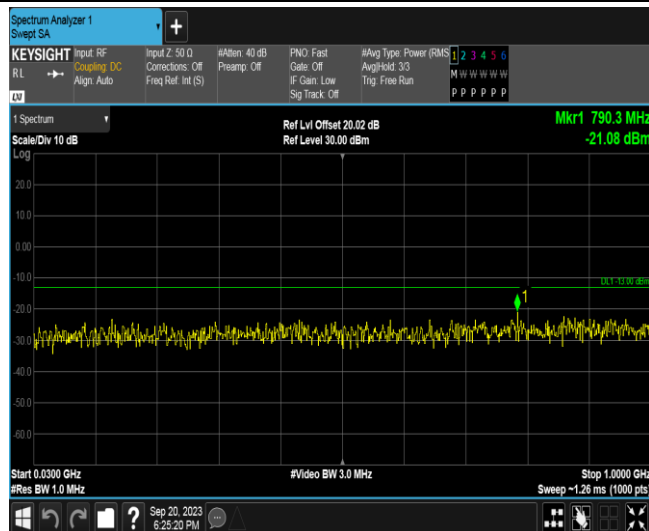 Spectrum Analyzer 1
Swept SA
+
KEYSIGHT
RL
LXI
Input: RF
Coupling: DC
Align: Auto
Input Z: 50 Ω
Corrections: Off
Freq Ref: Int (S)
#Atten: 40 dB
Preamp: Off
PNO: Fast
Gate: Off
IF Gain: Low
Sig Track: Off
#Avg Type: Power (RMS
Avg|Hold: 3/3
Trig: Free Run
1 2 3 4 5 6
M W W W W W
P P P P P P
1 Spectrum
Scale/Div 10 dB
Ref Lvl Offset 20.02 dB
Ref Level 30.00 dBm
Mkr1 790.3 MHz
-21.08 dBm
Log
20.0
10.0
0.00
-10.0
DL1 -13.00 dBm
1
-20.0
-30.0
-40.0
-50.0
-60.0
Start 0.0300 GHz
#Video BW 3.0 MHz
Stop 1.0000 GHz
#Res BW 1.0 MHz
Sweep ~1.26 ms (1000 pts)
?
Sep 20, 2023
6:25:20 PM